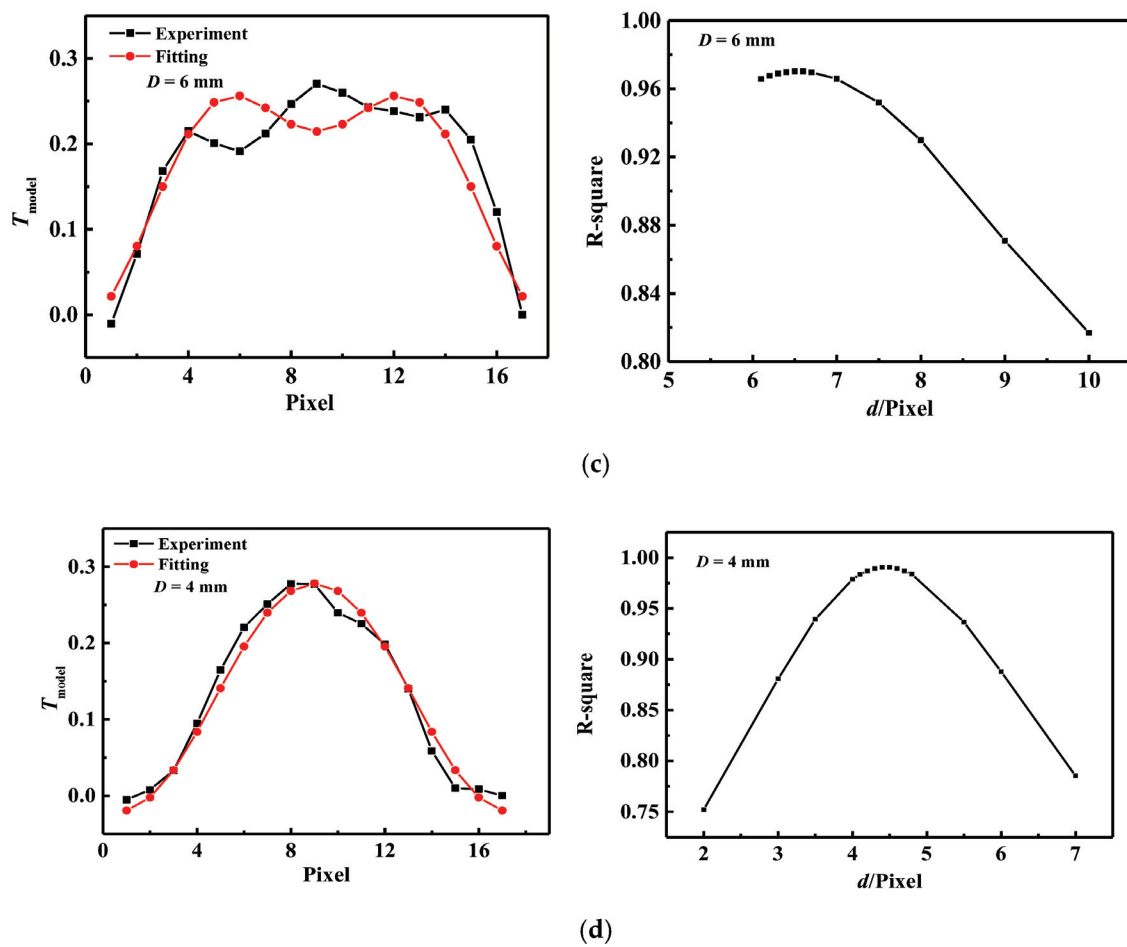 Experiment
Fitting
D = 6 mm
0.3
0.2
0.1
0.0
T model
0 4 8 12 16
Pixel
D = 6 mm
1.00
0.96
0.92
0.88
0.84
0.80
R-square
5 6 7 8 9 10
d/Pixel
(c)
Experiment
Fitting
D = 4 mm
0.3
0.2
0.1
0.0
T model
0 4 8 12 16
Pixel
D = 4 mm
1.00
0.95
0.90
0.85
0.80
0.75
R-square
2 3 4 5 6 7
d/Pixel
(d)